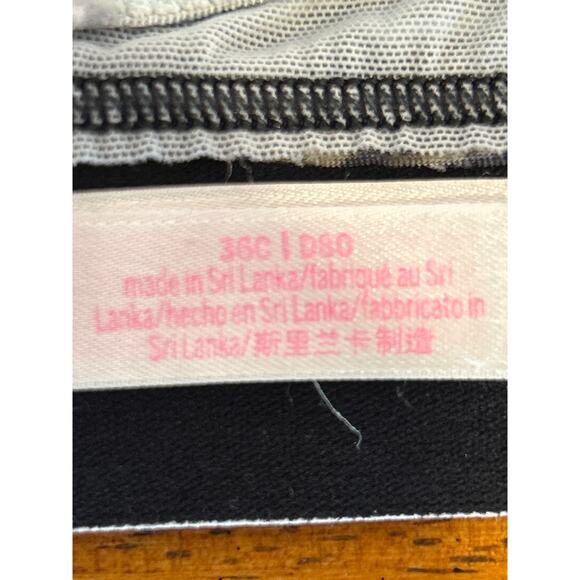 36C | D80
made in Sri Lanka/fabriqué au Sri
Lanka/hecho en Sri Lanka/fabbricato in
Sri Lanka/斯里兰卡制造